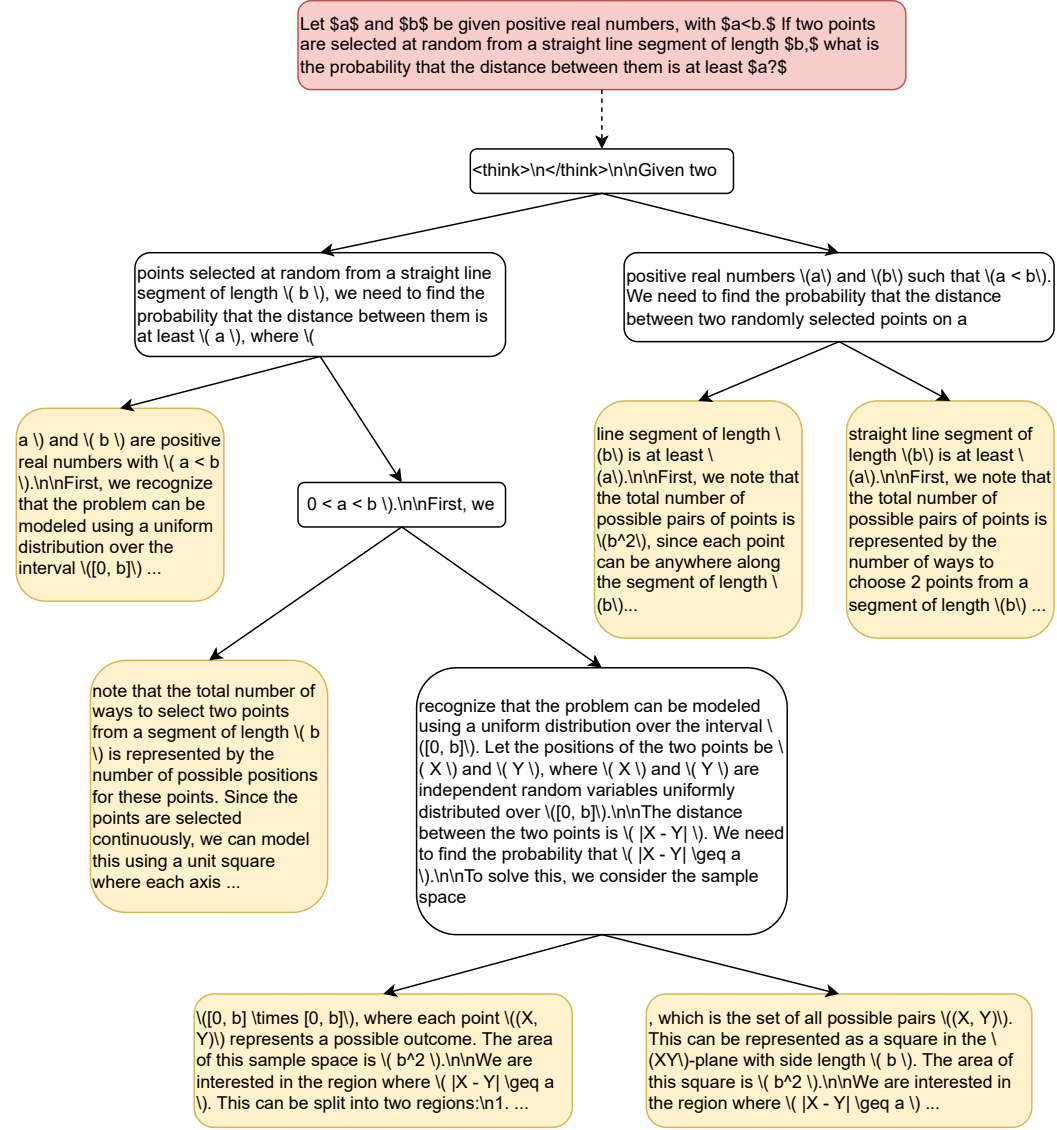 Let $a$ and $b$ be given positive real numbers, with $a<b.$ If two points
are selected at random from a straight line segment of length $b,$ what is
the probability that the distance between them is at least $a?$
<think>\n</think>\n\nGiven two
points selected at random from a straight line
segment of length \( b \), we need to find the
probability that the distance between them is
at least \( a \), where \(
positive real numbers \(a\) and \(b\) such that \(a < b\).
We need to find the probability that the distance
between two randomly selected points on a
a \) and \( b \) are positive
real numbers with \( a < b
\).\n\nFirst, we recognize
that the problem can be
modeled using a uniform
distribution over the
interval \([0, b]\) ...
0 < a < b \).\n\nFirst, we
line segment of length \
(b\) is at least \
(a\).\n\nFirst, we note that
the total number of
possible pairs of points is
\(b^2\), since each point
can be anywhere along
the segment of length \
(b\)...
straight line segment of
length \(b\) is at least \
(a\).\n\nFirst, we note that
the total number of
possible pairs of points is
represented by the
number of ways to
choose 2 points from a
segment of length \(b\) ...
note that the total number of
ways to select two points
from a segment of length \( b
\) is represented by the
number of possible positions
for these points. Since the
points are selected
continuously, we can model
this using a unit square
where each axis ...
recognize that the problem can be modeled
using a uniform distribution over the interval \
([0, b]\). Let the positions of the two points be \
( X \) and \( Y \), where \( X \) and \( Y \) are
independent random variables uniformly
distributed over \([0, b]\).\n\nThe distance
between the two points is \( |X - Y| \). We need
to find the probability that \( |X - Y| \geq a
\).\n\nTo solve this, we consider the sample
space
\([0, b] \times [0, b]\), where each point \((X,
Y)\) represents a possible outcome. The area
of this sample space is \( b^2 \).\n\nWe are
interested in the region where \( |X - Y| \geq a
\). This can be split into two regions:\n1. ...
, which is the set of all possible pairs \((X, Y)\).
This can be represented as a square in the \
(XY\)-plane with side length \( b \). The area of
this square is \( b^2 \).\n\nWe are interested in
the region where \( |X - Y| \geq a \) ...